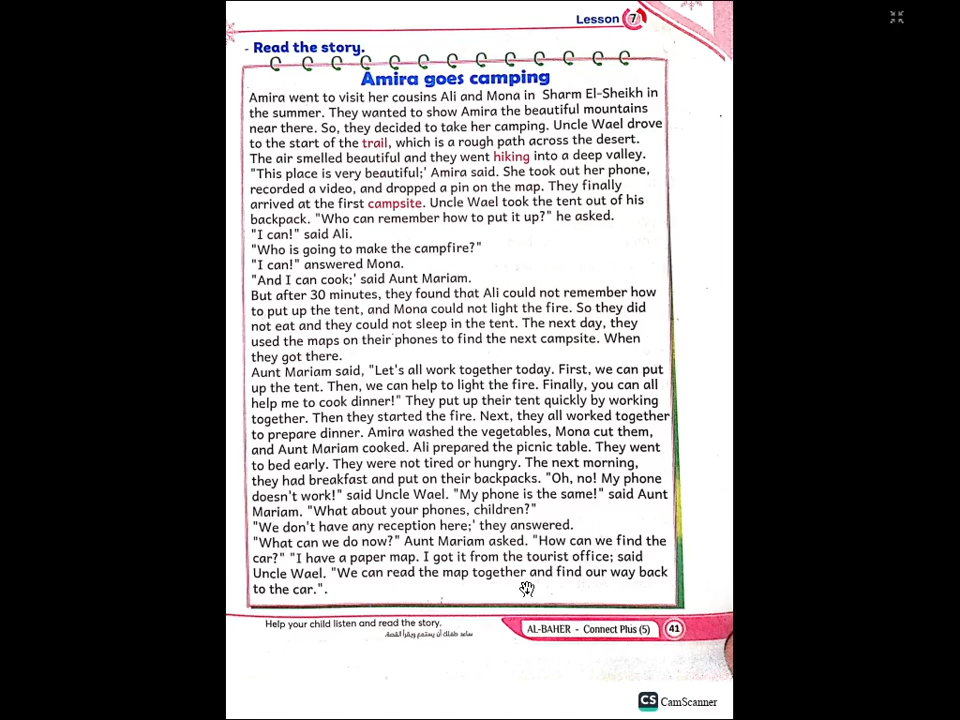 Lesson 7
- Read the story.
Amira goes camping
Amira went to visit her cousins Ali and Mona in Sharm El-Sheikh in
the summer. They wanted to show Amira the beautiful mountains
near there. So, they decided to take her camping. Uncle Wael drove
to the start of the trail, which is a rough path across the desert.
The air smelled beautiful and they went hiking into a deep valley.
"This place is very beautiful;' Amira said. She took out her phone,
recorded a video, and dropped a pin on the map. They finally
arrived at the first campsite. Uncle Wael took the tent out of his
backpack. "Who can remember how to put it up?" he asked.
"I can!" said Ali.
"Who is going to make the campfire?"
"I can!" answered Mona.
"And I can cook;' said Aunt Mariam.
But after 30 minutes, they found that Ali could not remember how
to put up the tent, and Mona could not light the fire. So they did
not eat and they could not sleep in the tent. The next day, they
used the maps on their phones to find the next campsite. When
they got there.
Aunt Mariam said, "Let's all work together today. First, we can put
up the tent. Then, we can help to light the fire. Finally, you can all
help me to cook dinner!" They put up their tent quickly by working
together. Then they started the fire. Next, they all worked together
to prepare dinner. Amira washed the vegetables, Mona cut them,
and Aunt Mariam cooked. Ali prepared the picnic table. They went
to bed early. They were not tired or hungry. The next morning,
they had breakfast and put on their backpacks. "Oh, no! My phone
doesn't work!" said Uncle Wael. "My phone is the same!" said Aunt
Mariam. "What about your phones, children?"
"We don't have any reception here;' they answered.
"What can we do now?" Aunt Mariam asked. "How can we find the
car?" "I have a paper map. I got it from the tourist office; said
Uncle Wael. "We can read the map together and find our way back
to the car.".
Help your child listen and read the story.
ساعد طفلك أن يستمع ويقرأ القصة.
AL-BAHER - Connect Plus (5) 41
CS CamScanner